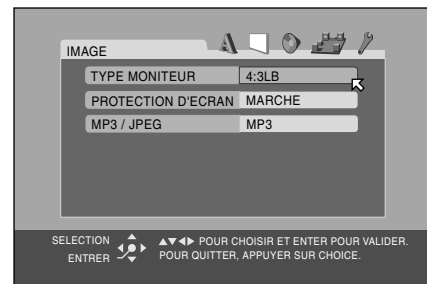 IMAGE
TYPE MONITEUR 4:3LB
PROTECTION D'ECRAN MARCHE
MP3 / JPEG MP3
SELECTION
ENTRER
▲▼◀▶ POUR CHOISIR ET ENTER POUR VALIDER.
POUR QUITTER, APPUYER SUR CHOICE.